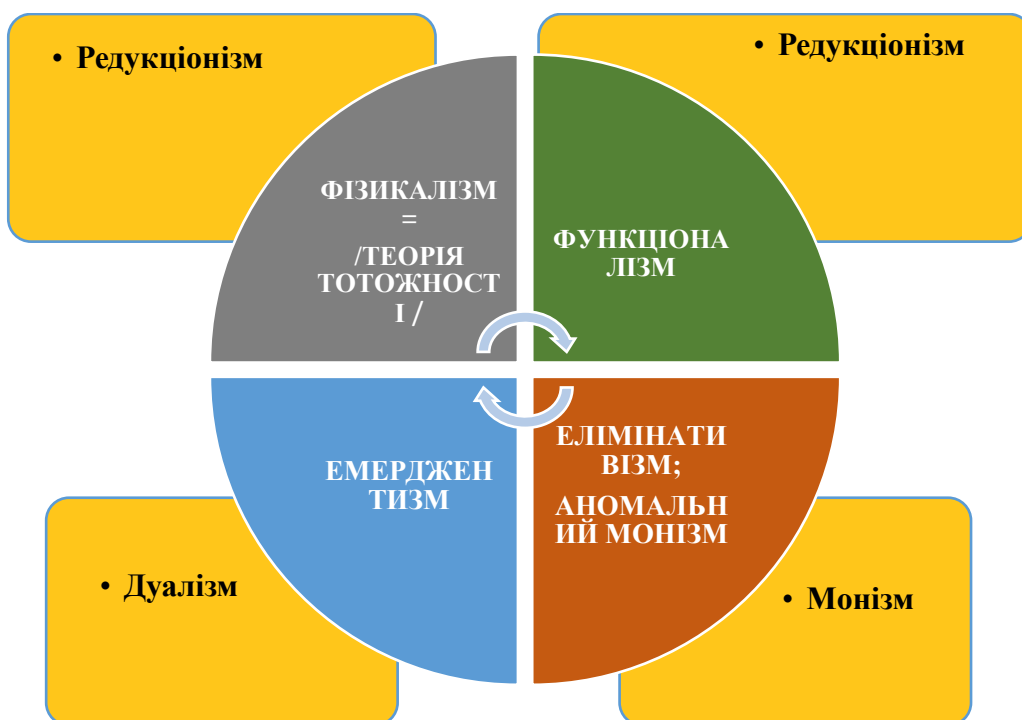 • Редукціонізм
• Редукціонізм
ФІЗИКАЛІЗМ
=
/ТЕОРІЯ
ТОТОЖНОСТ
І /
ФУНКЦІОНА
ЛІЗМ
ЕМЕРДЖЕН
ТИЗМ
ЕЛІМІНАТИ
ВІЗМ;
АНОМАЛЬН
ИЙ МОНІЗМ
• Дуалізм
• Монізм